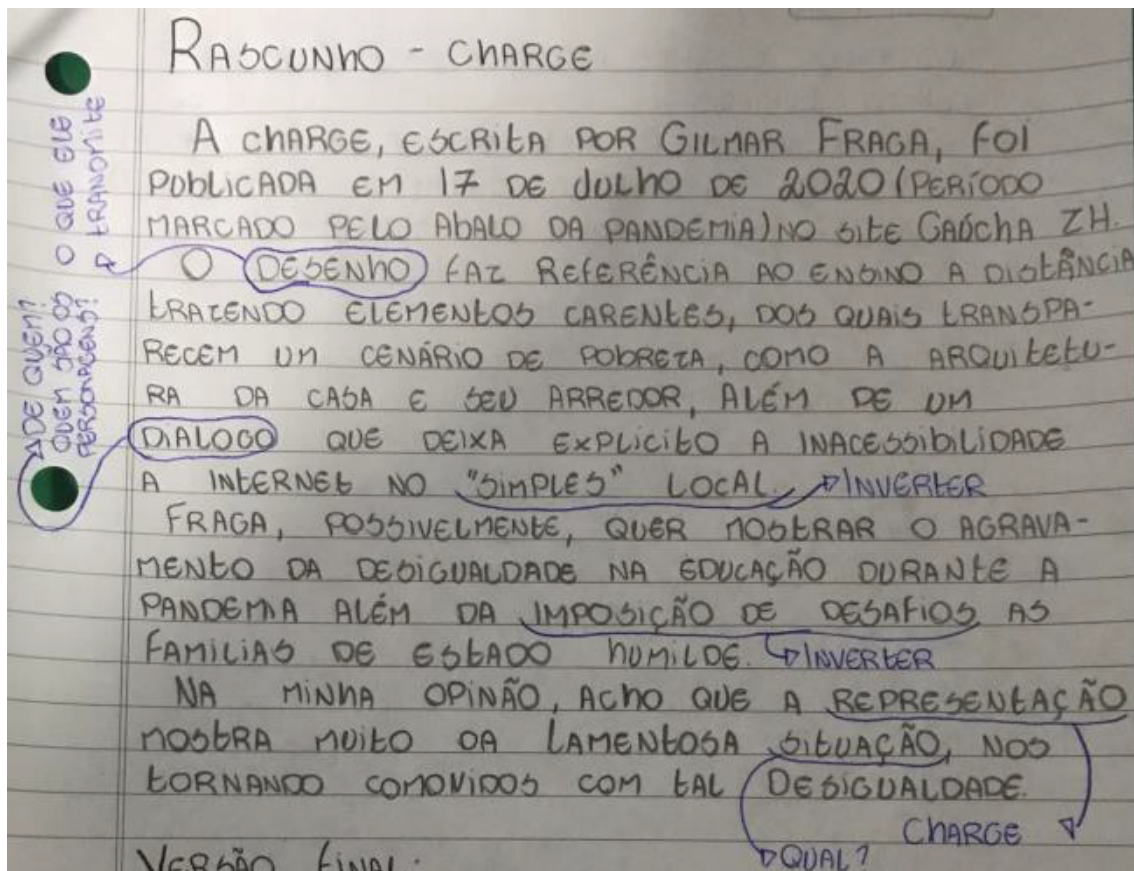 RASCUNHO - CHARGE
A CHARGE, ESCRITA POR GILMAR FRAGA, FOI
PUBLICADA EM 17 DE JULHO DE 2020 (PERÍODO
MARCADO PELO ABALO DA PANDEMIA) NO SITE GAÚCHA ZH.
O DESENHO FAZ REFERÊNCIA AO ENSINO A DISTÂNCIA
TRAZENDO ELEMENTOS CARENTES, DOS QUAIS TRANSPA-
RECEM UM CENÁRIO DE POBREZA, COMO A ARQUITETU-
RA DA CASA E SEU ARREDOR, ALÉM DE UM
DIALOGO QUE DEIXA EXPLICITO A INACESSIBILIDADE
A INTERNET NO "SIMPLES" LOCAL. INVERTER
FRAGA, POSSIVELMENTE, QUER MOSTRAR O AGRAVA-
MENTO DA DESIGUALDADE NA EDUCAÇÃO DURANTE A
PANDEMIA ALÉM DA IMPOSIÇÃO DE DESAFIOS AS
FAMILIAS DE ESTADO HUMILDE. INVERTER
NA MINHA OPINÃO, ACHO QUE A REPRESENTAÇÃO
MOSTRA MUITO DA LAMENTOSA SITUAÇÃO, NOS
TORNANDO COMOVIDOS COM TAL DESIGUALDADE.
CHARGE
QUAL?
VERSÃO FINAL:
O QUE ELE
TRANSMITE
DE QUEM?
QUEM SÃO OS
PERSONAGENS?